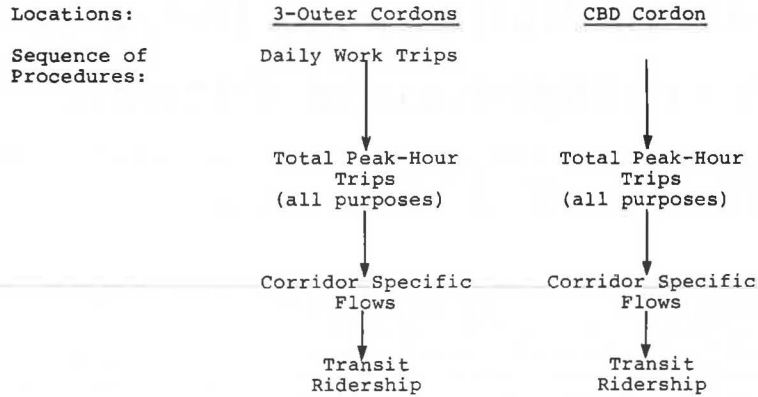 Locations: 3-Outer Cordons CBD Cordon
Sequence of Daily Work Trips
Procedures:
Total Peak-Hour Total Peak-Hour
Trips Trips
(all purposes) (all purposes)
Corridor Specific Corridor Specific
Flows Flows
Transit Transit
Ridership Ridership